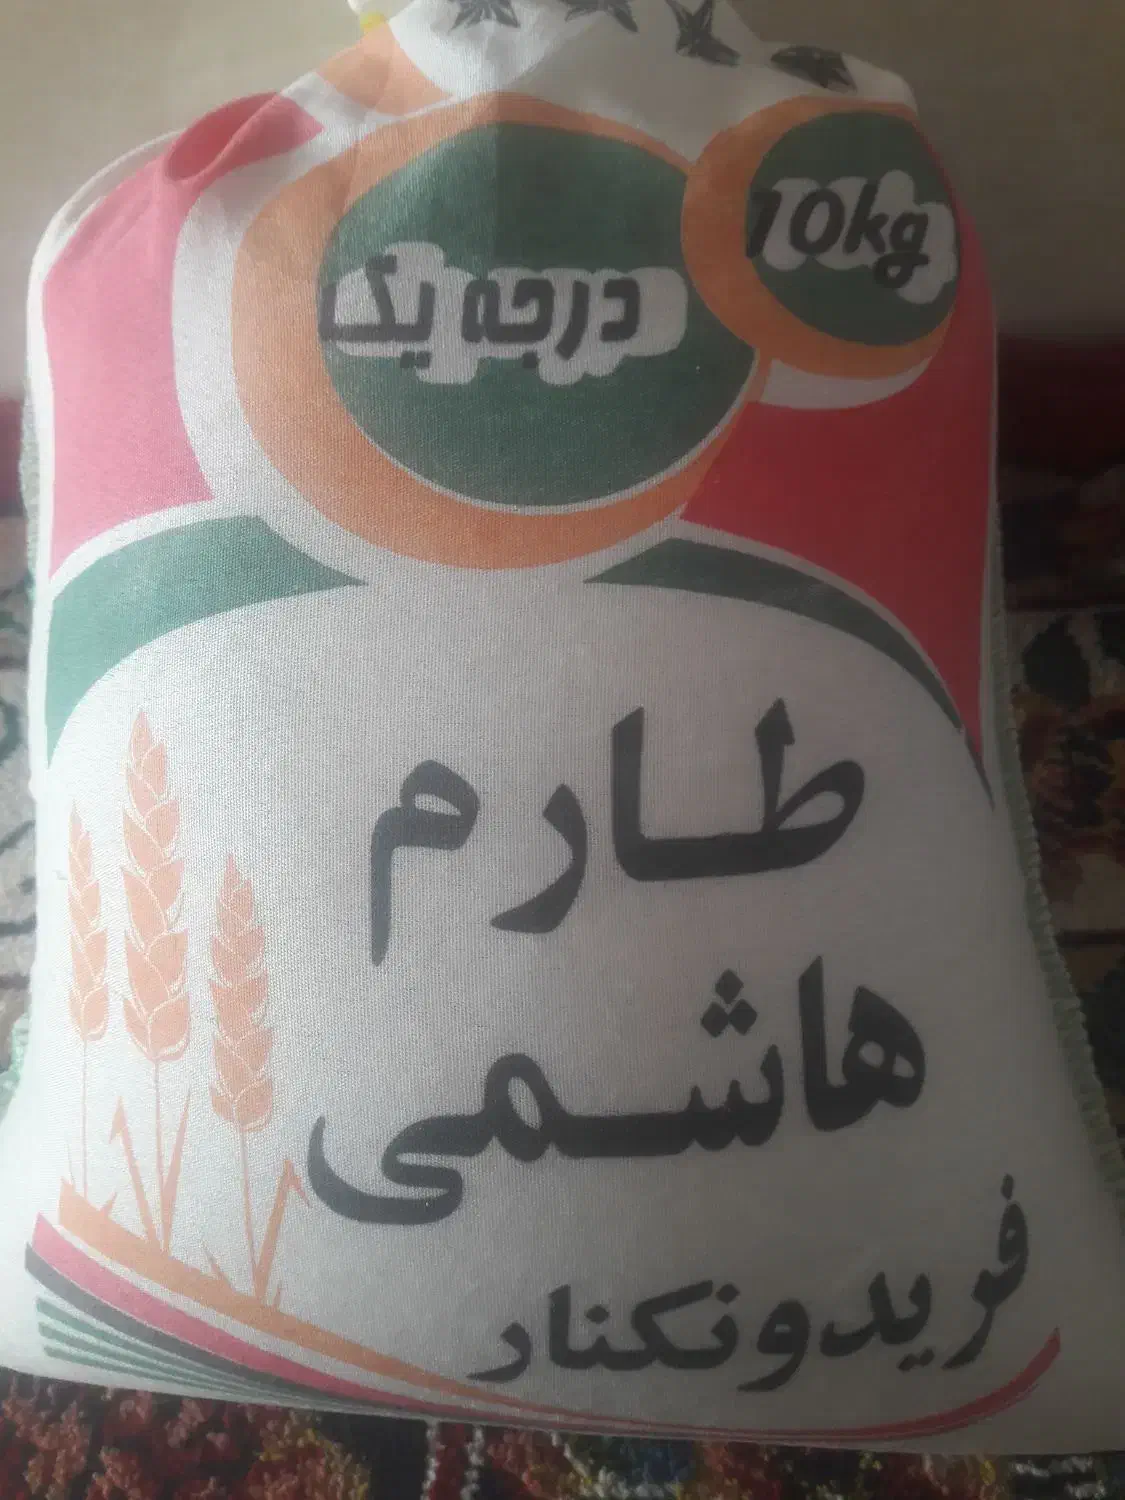 10kg
درجه یک
طارم
هاشمی
فریدونکنار